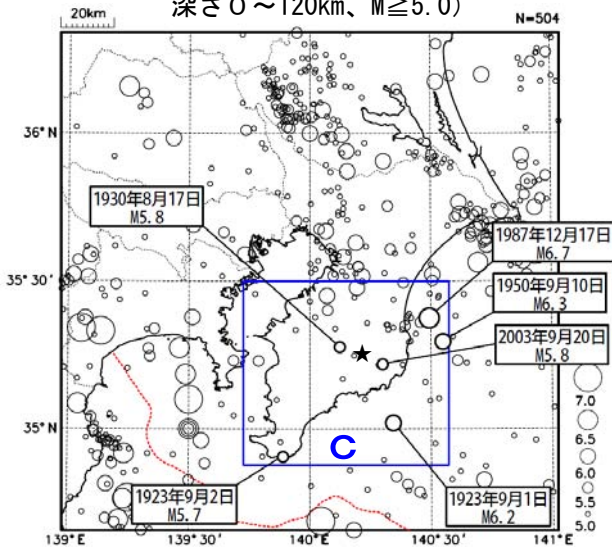 深さ0～120km、M≧5.0)
20km
N=504
36°N
1930年8月17日
M5.8
1987年12月17日
M6.7
35°30′
1950年9月10日
M6.3
2003年9月20日
M5.8
7.0
6.5
6.0
5.5
5.0
35°N
C
1923年9月2日
M5.7
1923年9月1日
M6.2
139°E
139°30′
140°E
140°30′
141°E